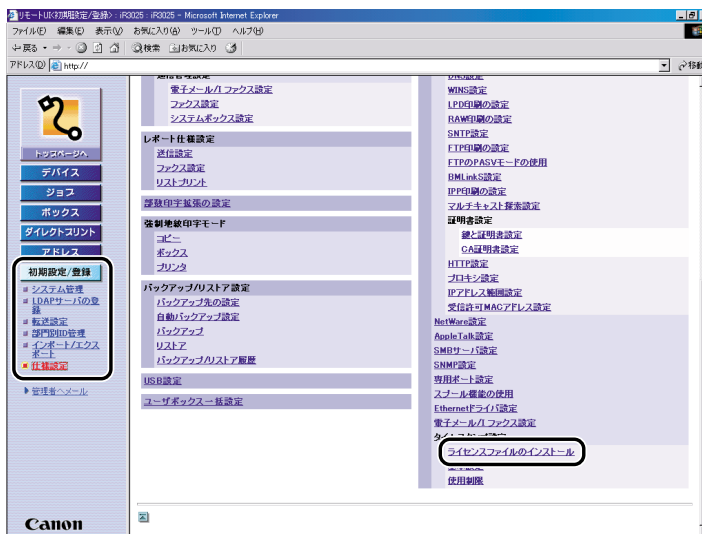 リモートUI<初期設定/登録> : iR3025 : iR3025 - Microsoft Internet Explorer
ファイル(F) 編集(E) 表示(V) お気に入り(A) ツール(T) ヘルプ(H)
戻る 検索 お気に入り
アドレス(D) http:// 移動
トップページへ
デバイス
ジョブ
ボックス
ダイレクトプリント
アドレス
初期設定/登録
システム管理
LDAPサーバの登録
転送設定
部門別ID管理
インポート/エクスポート
仕様設定
管理者へメール
Canon
通信管理設定
電子メール/I ファクス設定
ファクス設定
システムボックス設定
レポート仕様設定
送信設定
ファクス設定
リストプリント
部数印字拡張の設定
強制地紋印字モード
コピー
ボックス
プリンタ
バックアップ/リストア設定
バックアップ先の設定
自動バックアップ設定
バックアップ
リストア
バックアップ/リストア履歴
USB設定
ユーザボックス一括設定
DNS設定
WINS設定
LPD印刷の設定
RAW印刷の設定
SNTP設定
FTP印刷の設定
FTPのPASVモードの使用
BMLinkS設定
IPP印刷の設定
マルチキャスト探索設定
証明書設定
鍵と証明書設定
CA証明書設定
HTTP設定
プロキシ設定
IPアドレス範囲設定
受信許可MACアドレス設定
NetWare設定
AppleTalk設定
SMBサーバ設定
SNMP設定
専用ポート設定
スプール機能の使用
Ethernetドライバ設定
電子メール/I ファクス設定
タイムスタンプ設定
ライセンスファイルのインストール
使用制限